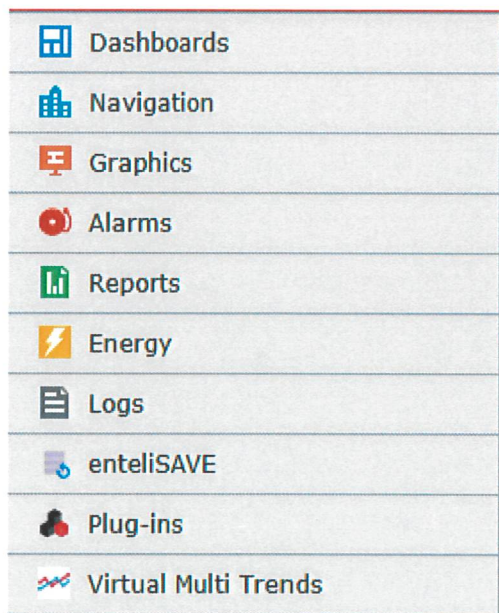 Dashboards
Navigation
Graphics
Alarms
Reports
Energy
Logs
enteliSAVE
Plug-ins
Virtual Multi Trends